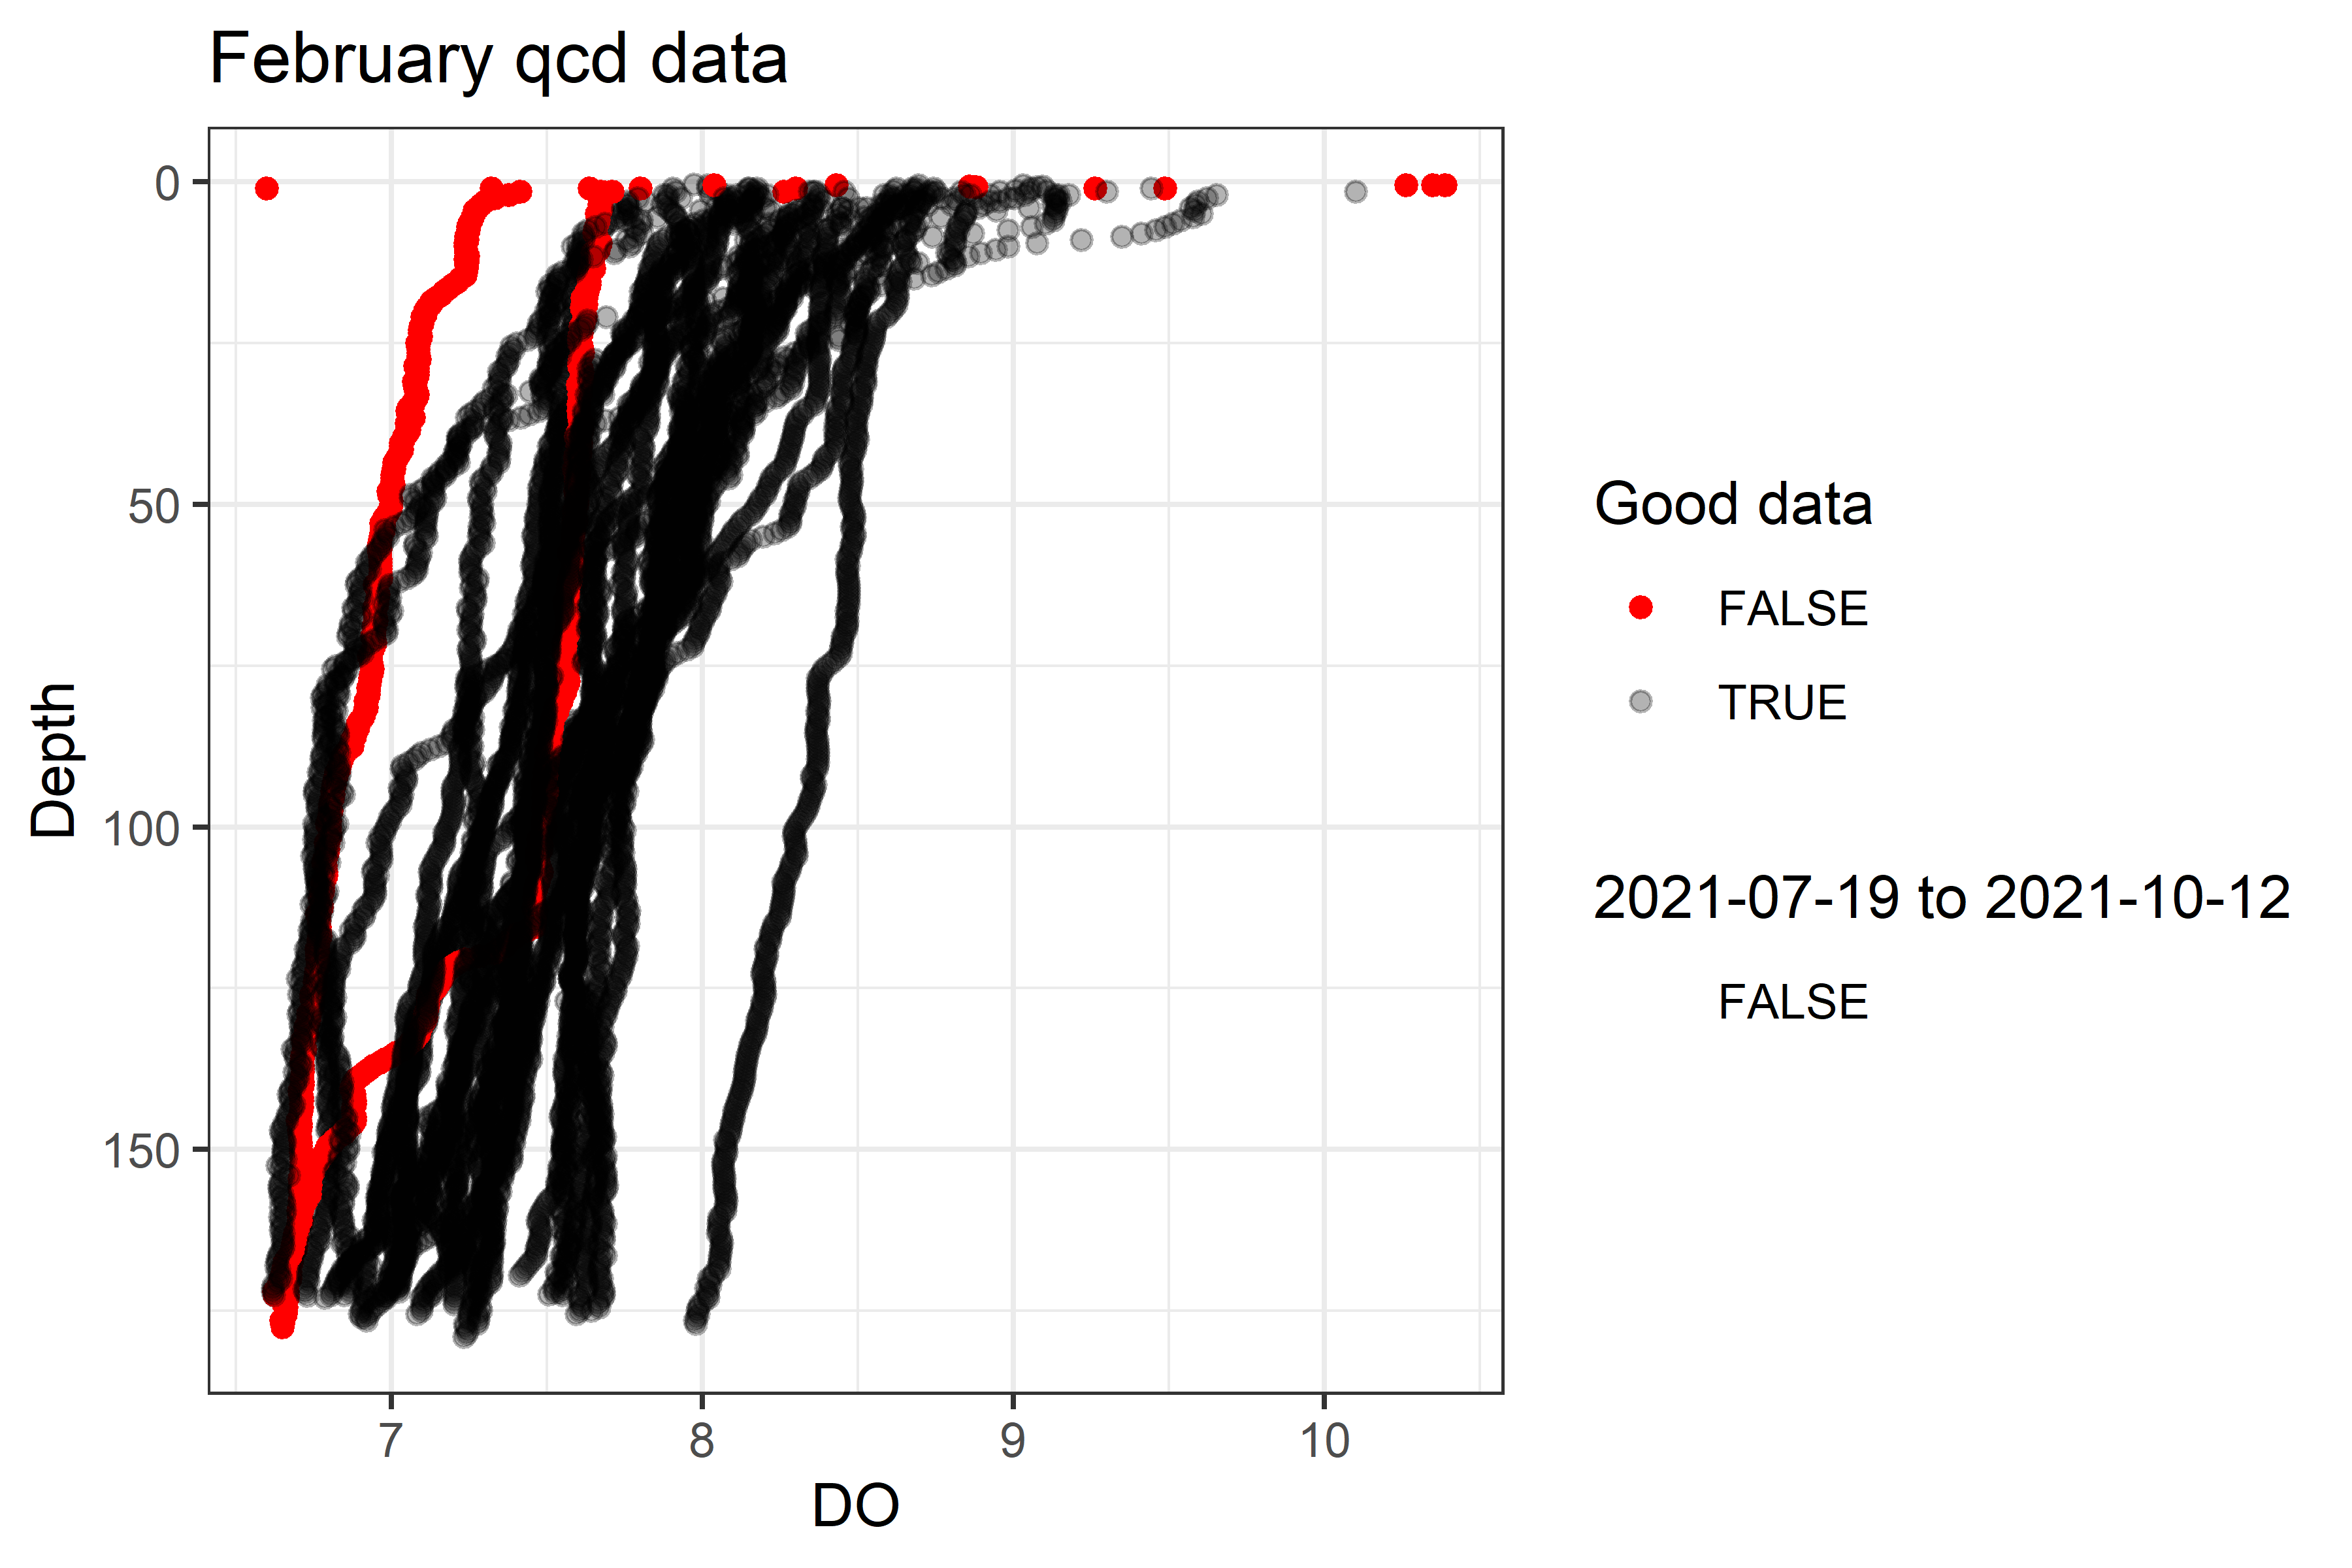 February qcd data
0
50
100
150
Depth
7 8 9 10
DO
Good data
FALSE
TRUE
2021-07-19 to 2021-10-12
FALSE